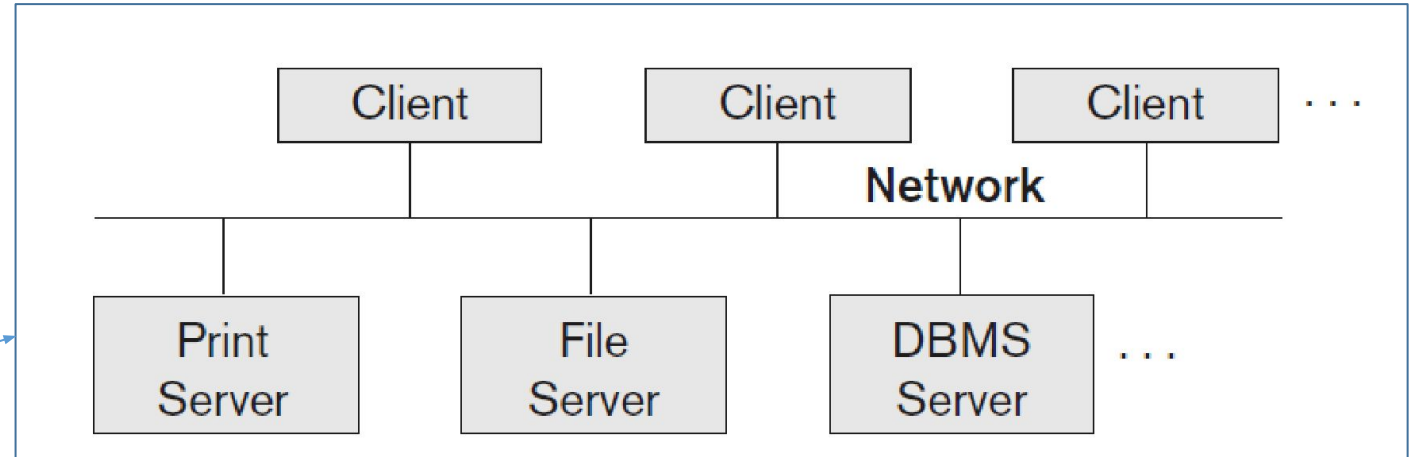 Client Client Client . . .
Network
Print File DBMS . . .
Server Server Server